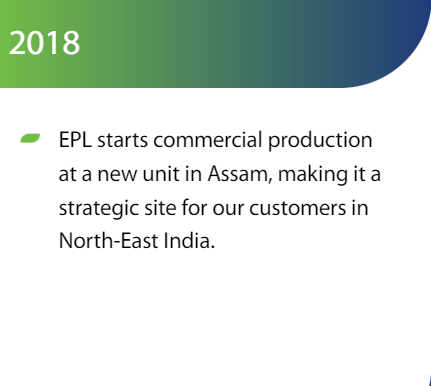 2018
EPL starts commercial production
at a new unit in Assam, making it a
strategic site for our customers in
North-East India.